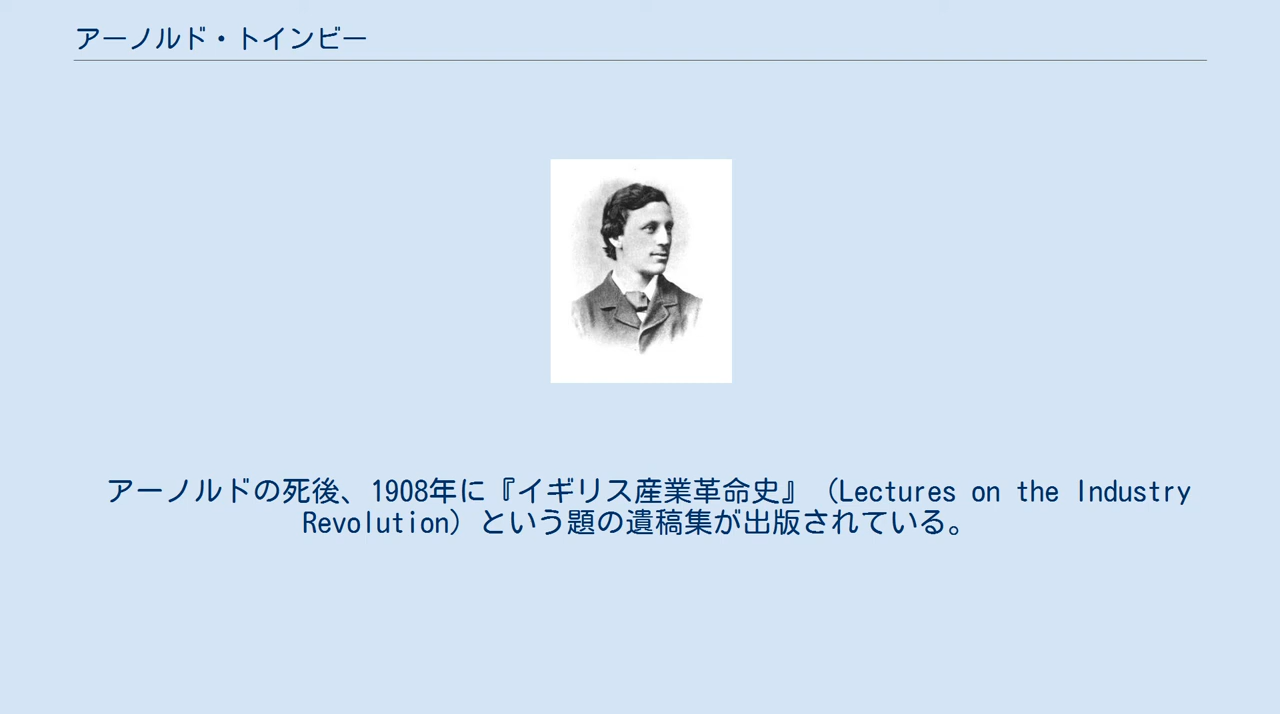 アーノルド・トインビー
アーノルドの死後、1908年に『イギリス産業革命史』（Lectures on the Industry
Revolution）という題の遺稿集が出版されている。